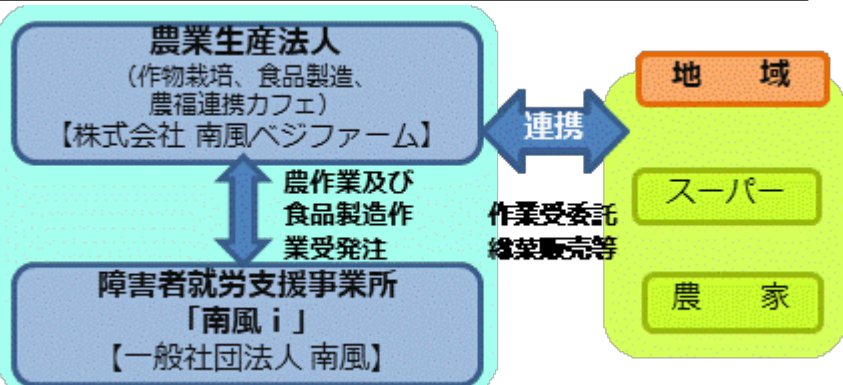 農業生産法人
（作物栽培、食品製造、
農福連携カフェ）
【株式会社 南風ベジファーム】
農作業及び
食品製造作
業受発注
障害者就労支援事業所
「南風ｉ」
【一般社団法人 南風】
連携
作業受委託
惣菜販売等
地　域
スーパー
農　家